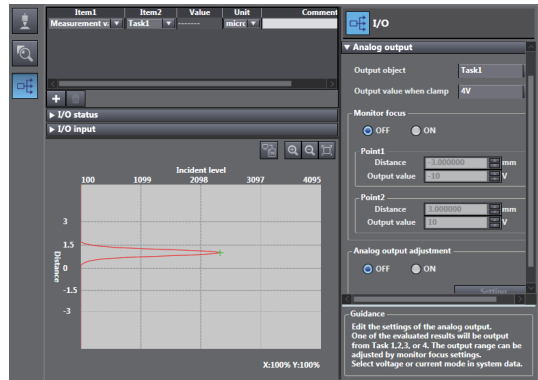 Item1 Item2 Value Unit Comment
Measurement v. Task1 ------- micrc
I/O status
I/O input
Incident level
100 1099 2098 3097 4095
Distance
3
1.5
0
-1.5
-3
X:100% Y:100%
I/O
Analog output
Output object Task1
Output value when clamp 4V
Monitor focus
OFF ON
Point1
Distance -3.000000 mm
Output value -10 V
Point2
Distance 3.000000 mm
Output value 10 V
Analog output adjustment
OFF ON
Setting
Guidance
Edit the settings of the analog output.
One of the evaluated results will be output
from Task 1,2,3, or 4. The output range can be
adjusted by monitor focus settings.
Select voltage or current mode in system data.